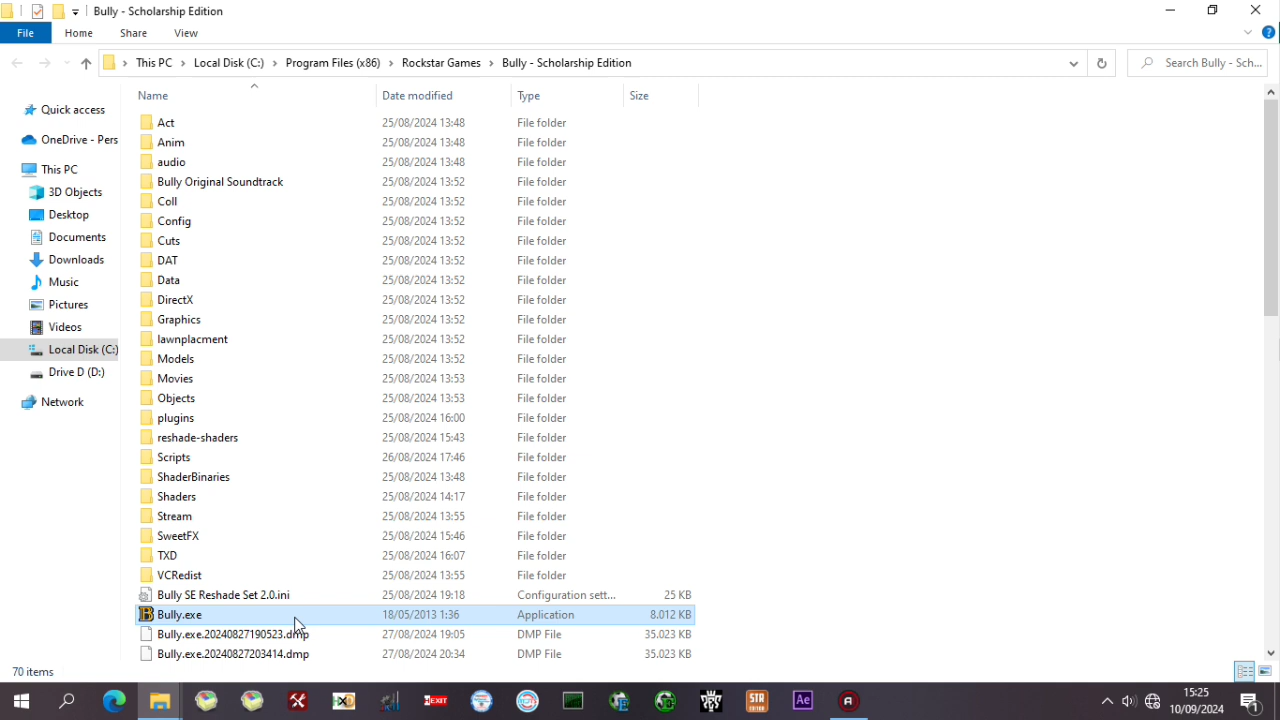 Bully - Scholarship Edition
File Home Share View
This PC Local Disk (C:) Program Files (x86) Rockstar Games Bully - Scholarship Edition Search Bully - Sch...
Name Date modified Type Size
Quick access
OneDrive - Pers
This PC
3D Objects
Desktop
Documents
Downloads
Music
Pictures
Videos
Local Disk (C:)
Drive D (D:)
Network
Act 25/08/2024 13:48 File folder
Anim 25/08/2024 13:48 File folder
audio 25/08/2024 13:48 File folder
Bully Original Soundtrack 25/08/2024 13:52 File folder
Coll 25/08/2024 13:52 File folder
Config 25/08/2024 13:52 File folder
Cuts 25/08/2024 13:52 File folder
DAT 25/08/2024 13:52 File folder
Data 25/08/2024 13:52 File folder
DirectX 25/08/2024 13:52 File folder
Graphics 25/08/2024 13:52 File folder
lawnplacment 25/08/2024 13:52 File folder
Models 25/08/2024 13:52 File folder
Movies 25/08/2024 13:53 File folder
Objects 25/08/2024 13:53 File folder
plugins 25/08/2024 16:00 File folder
reshade-shaders 25/08/2024 15:43 File folder
Scripts 26/08/2024 17:46 File folder
ShaderBinaries 25/08/2024 13:48 File folder
Shaders 25/08/2024 14:17 File folder
Stream 25/08/2024 13:55 File folder
SweetFX 25/08/2024 15:46 File folder
TXD 25/08/2024 16:07 File folder
VCRedist 25/08/2024 13:55 File folder
Bully SE Reshade Set 2.0.ini 25/08/2024 19:18 Configuration sett... 25 KB
Bully.exe 18/05/2013 1:36 Application 8.012 KB
Bully.exe.20240827190523.dmp 27/08/2024 19:05 DMP File 35.023 KB
Bully.exe.20240827203414.dmp 27/08/2024 20:34 DMP File 35.023 KB
70 items
EXIT
STR
EDITOR
Ae
15:25
10/09/2024
1